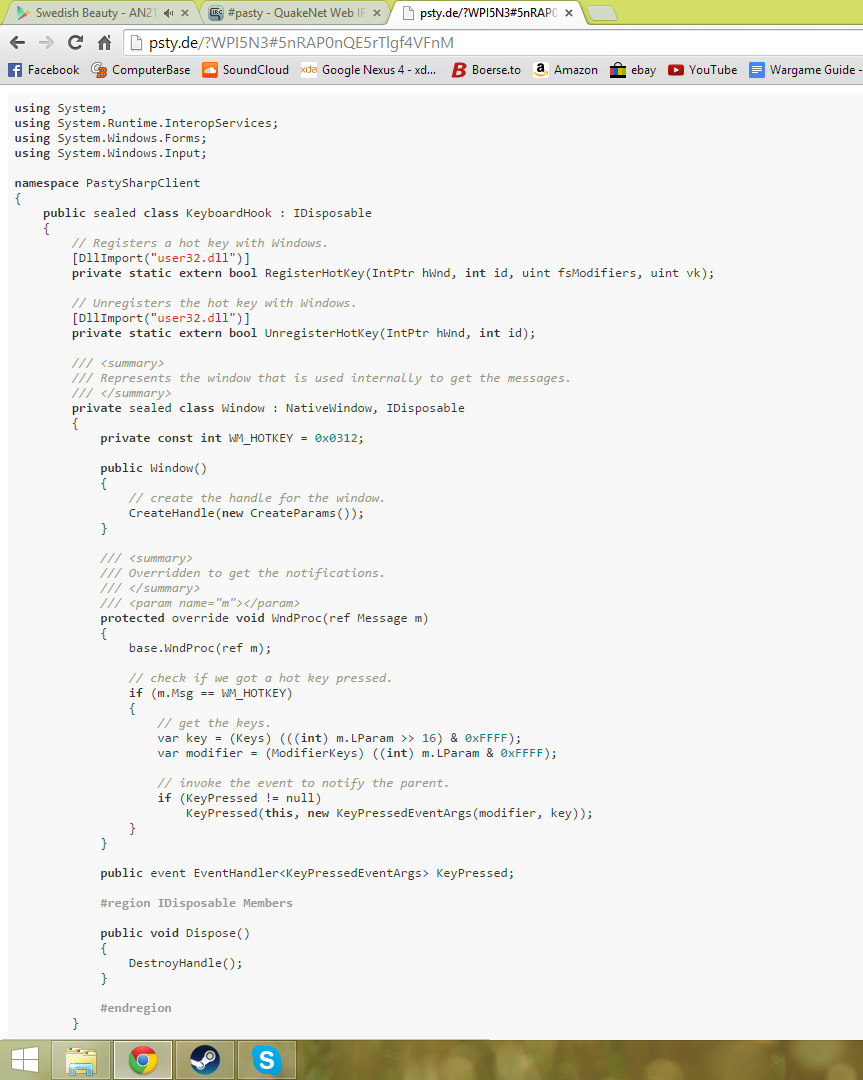 Swedish Beauty - AN21
#pasty - QuakeNet Web IR
psty.de/?WPI5N3#5nRAP0
psty.de/?WPI5N3#5nRAP0nQE5rTlgf4VFnM
Facebook ComputerBase SoundCloud xda Google Nexus 4 - xd... Boerse.to Amazon ebay YouTube Wargame Guide -
using System;
using System.Runtime.InteropServices;
using System.Windows.Forms;
using System.Windows.Input;
namespace PastySharpClient
{
public sealed class KeyboardHook : IDisposable
{
// Registers a hot key with Windows.
[DllImport("user32.dll")]
private static extern bool RegisterHotKey(IntPtr hWnd, int id, uint fsModifiers, uint vk);
// Unregisters the hot key with Windows.
[DllImport("user32.dll")]
private static extern bool UnregisterHotKey(IntPtr hWnd, int id);
/// <summary>
/// Represents the window that is used internally to get the messages.
/// </summary>
private sealed class Window : NativeWindow, IDisposable
{
private const int WM_HOTKEY = 0x0312;
public Window()
{
// create the handle for the window.
CreateHandle(new CreateParams());
}
/// <summary>
/// Overridden to get the notifications.
/// </summary>
/// <param name="m"></param>
protected override void WndProc(ref Message m)
{
base.WndProc(ref m);
// check if we got a hot key pressed.
if (m.Msg == WM_HOTKEY)
{
// get the keys.
var key = (Keys) (((int) m.LParam >> 16) & 0xFFFF);
var modifier = (ModifierKeys) ((int) m.LParam & 0xFFFF);
// invoke the event to notify the parent.
if (KeyPressed != null)
KeyPressed(this, new KeyPressedEventArgs(modifier, key));
}
}
public event EventHandler<KeyPressedEventArgs> KeyPressed;
#region IDisposable Members
public void Dispose()
{
DestroyHandle();
}
#endregion
}